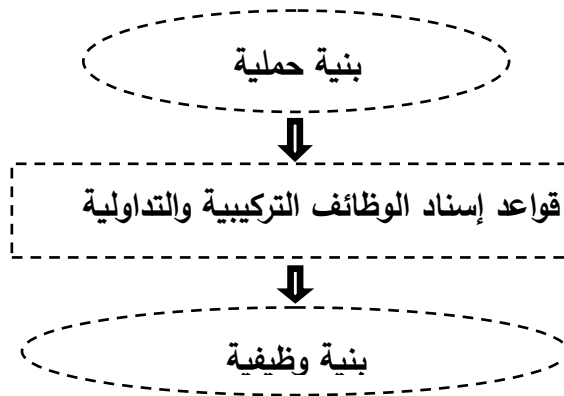 بنية حملية
قواعد إسناد الوظائف التركيبية والتداولية
بنية وظيفية